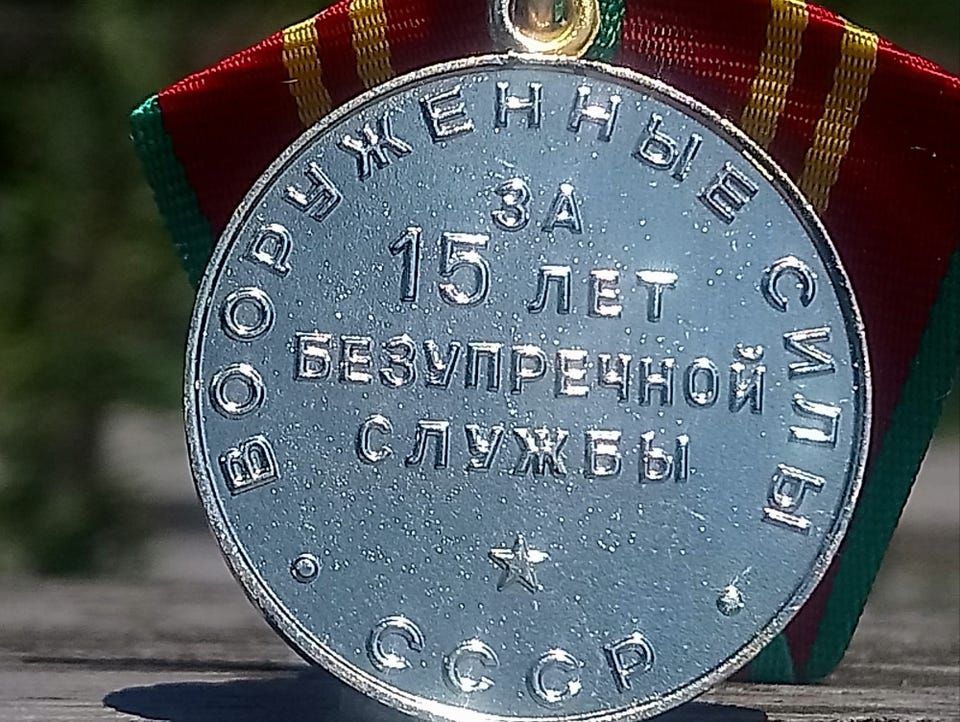 ВООРУЖЕННЫЕ СИЛЫ
ЗА
15 ЛЕТ
БЕЗУПРЕЧНОЙ
СЛУЖБЫ
СССР